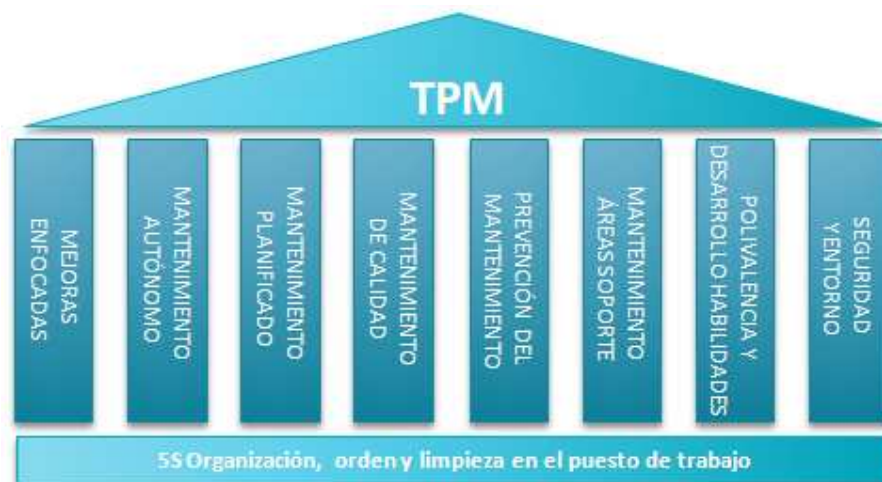 TPM
MEJORAS
ENFOCADAS
MANTENIMIENTO
AUTÓNOMO
MANTENIMIENTO
PLANIFICADO
MANTENIMIENTO
DE CALIDAD
PREVENCIÓN DEL
MANTENIMIENTO
MANTENIMIENTO
ÁREAS SOPORTE
POLIVALENCIA Y
DESARROLLO HABILIDADES
SEGURIDAD
Y ENTORNO
5S Organización, orden y limpieza en el puesto de trabajo